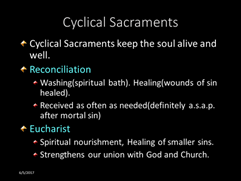 Cyclical Sacraments
Cyclical Sacraments keep the soul alive and
well.
Reconciliation
Washing(spiritual bath). Healing(wounds of sin
healed).
Received as often as needed(definitely a.s.a.p.
after mortal sin)
Eucharist
Spiritual nourishment, Healing of smaller sins.
Strengthens our union with God and Church.
6/5/2017